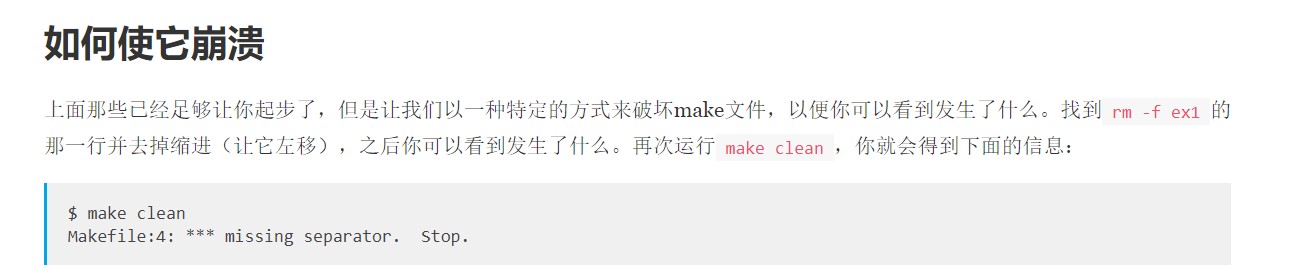 如何使它崩溃
上面那些已经足够让你起步了，但是让我们以一种特定的方式来破坏make文件，以便你可以看到发生了什么。找到 rm -f ex1 的
那一行并去掉缩进（让它左移），之后你可以看到发生了什么。再次运行 make clean ，你就会得到下面的信息：
$ make clean
Makefile:4: *** missing separator.  Stop.